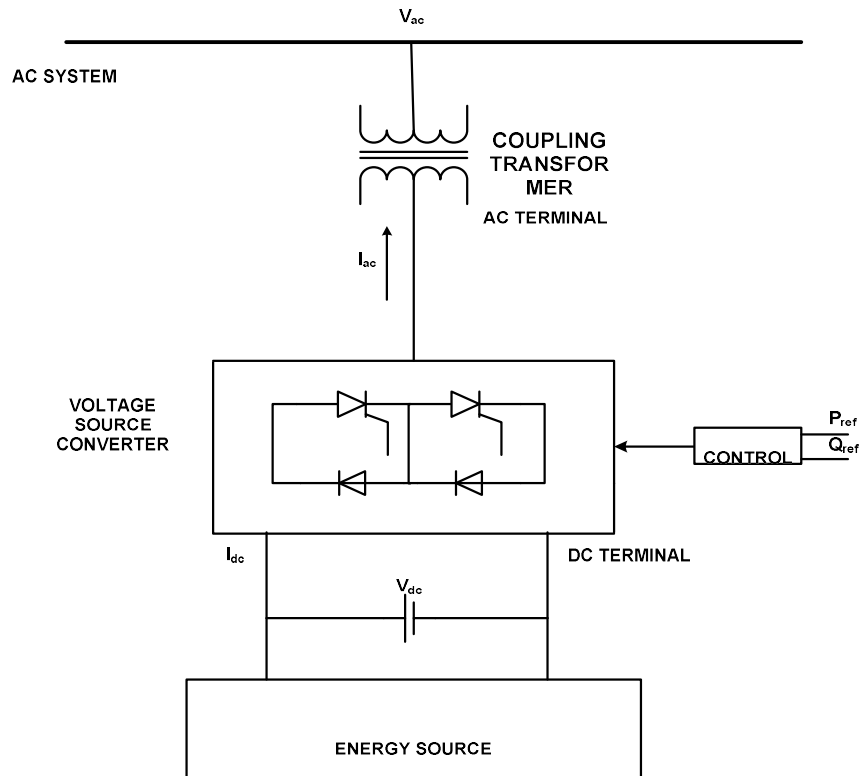 Vac
AC SYSTEM
COUPLING
TRANSFOR
MER
AC TERMINAL
Iac
VOLTAGE
SOURCE
CONVERTER
Pref
Qref
CONTROL
Idc
DC TERMINAL
Vdc
ENERGY SOURCE